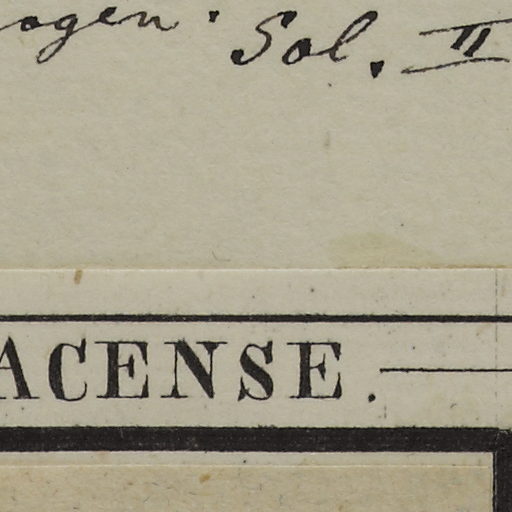 ogen. Sol. II
ACENSE.